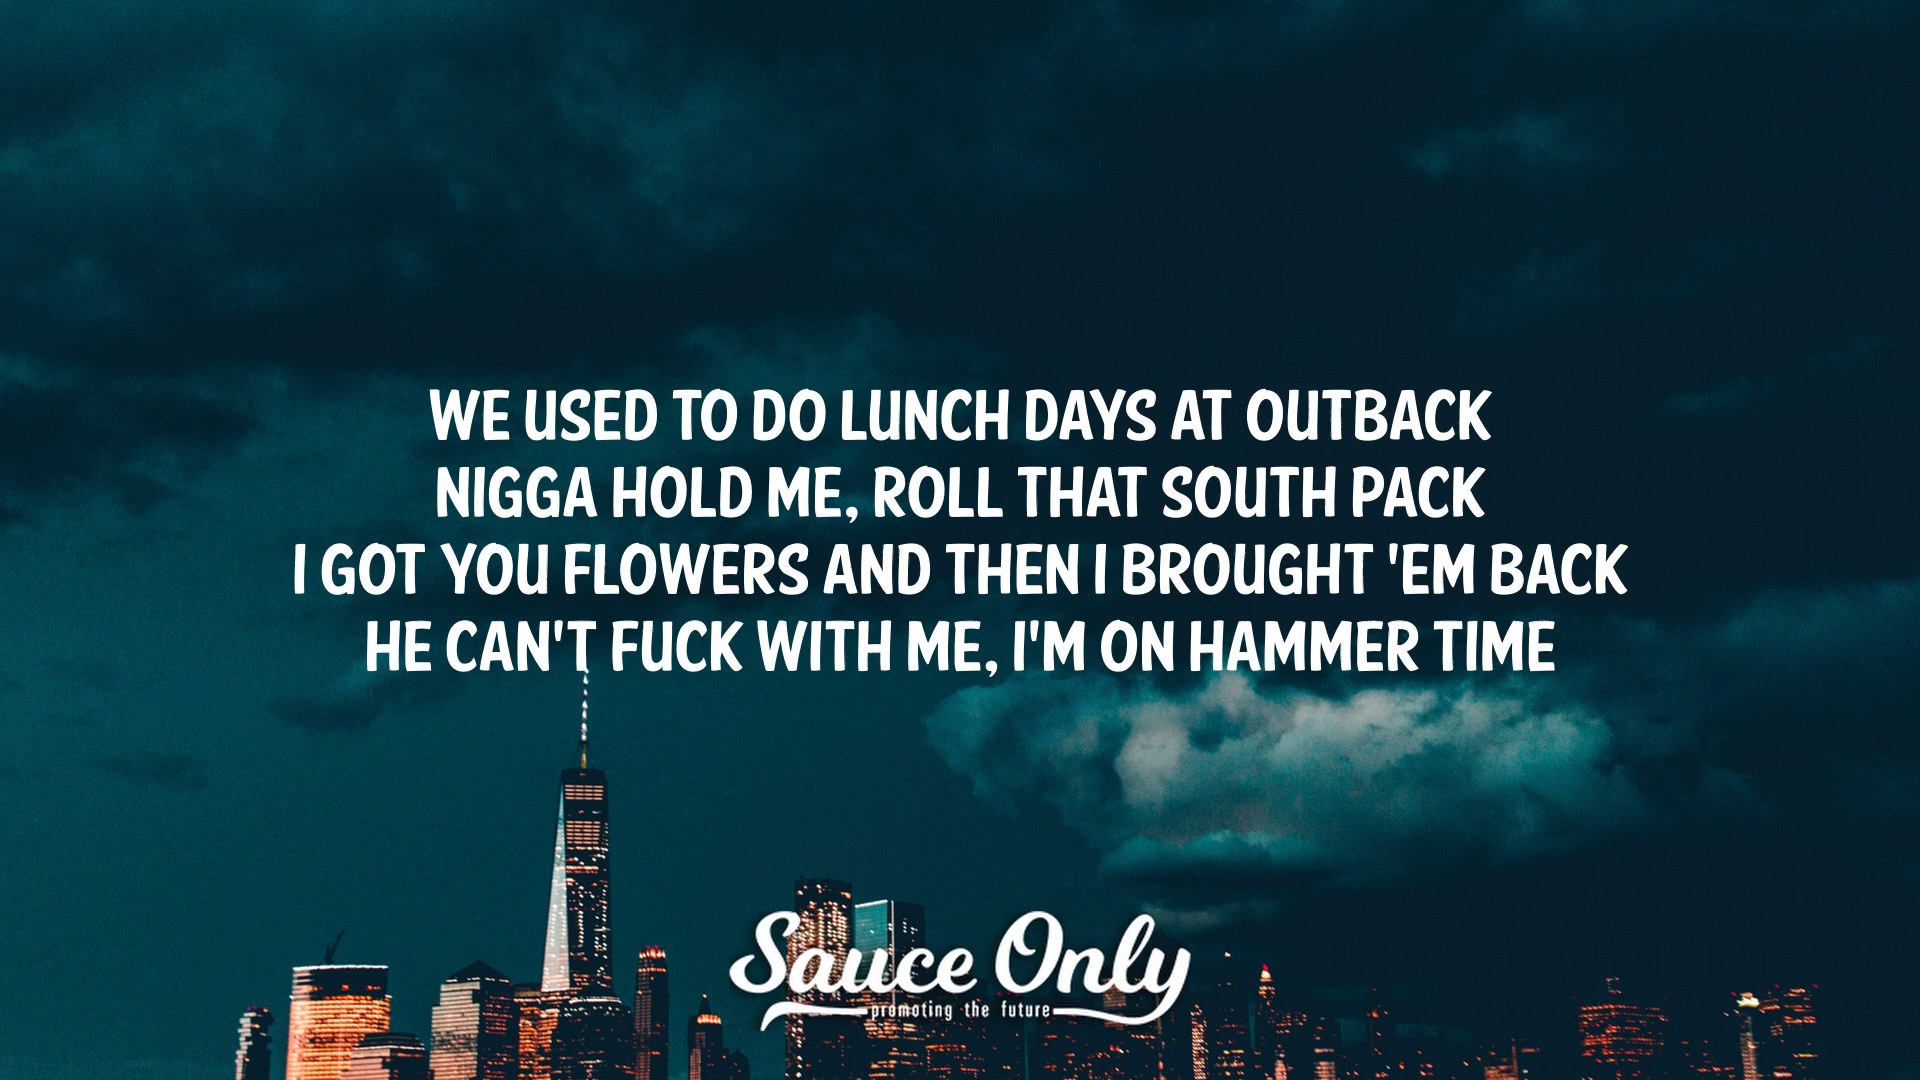 WE USED TO DO LUNCH DAYS AT OUTBACK
NIGGA HOLD ME, ROLL THAT SOUTH PACK
I GOT YOU FLOWERS AND THEN I BROUGHT 'EM BACK
HE CAN'T FUCK WITH ME, I'M ON HAMMER TIME
Sauce Only
promoting the future